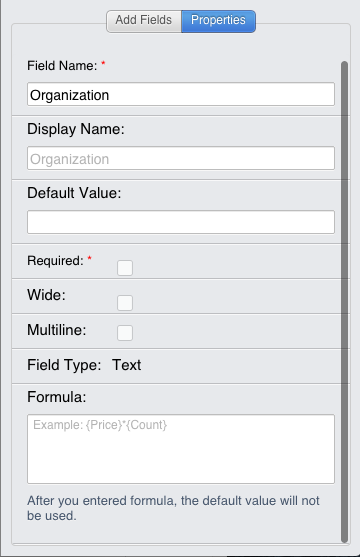 Add Fields Properties
Field Name: *
Organization
Display Name:
Organization
Default Value:
Required: *
Wide:
Multiline:
Field Type: Text
Formula:
Example: {Price}*{Count}
After you entered formula, the default value will not
be used.